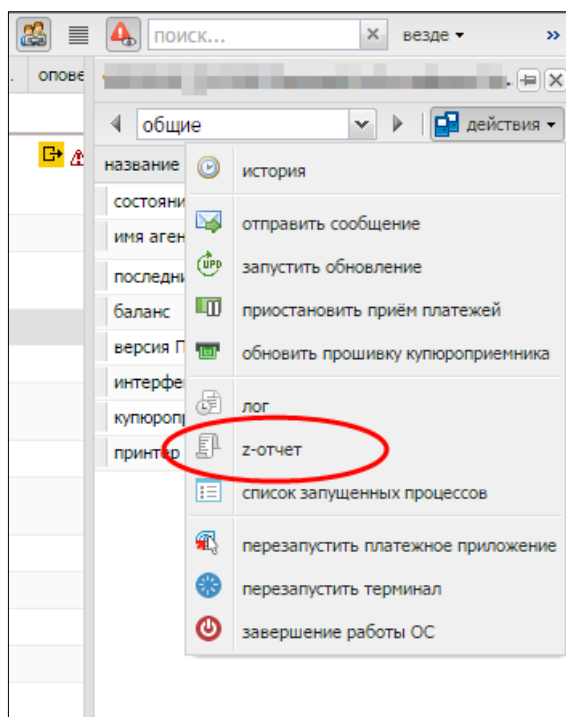 поиск...
везде
»
опове
общие
действия
название
история
состояни
отправить сообщение
имя аген
запустить обновление
последни
приостановить приём платежей
баланс
обновить прошивку купюроприемника
версия П
интерфе
лог
купюропр
z-отчет
принтер
список запущенных процессов
перезапустить платежное приложение
перезапустить терминал
завершение работы ОС